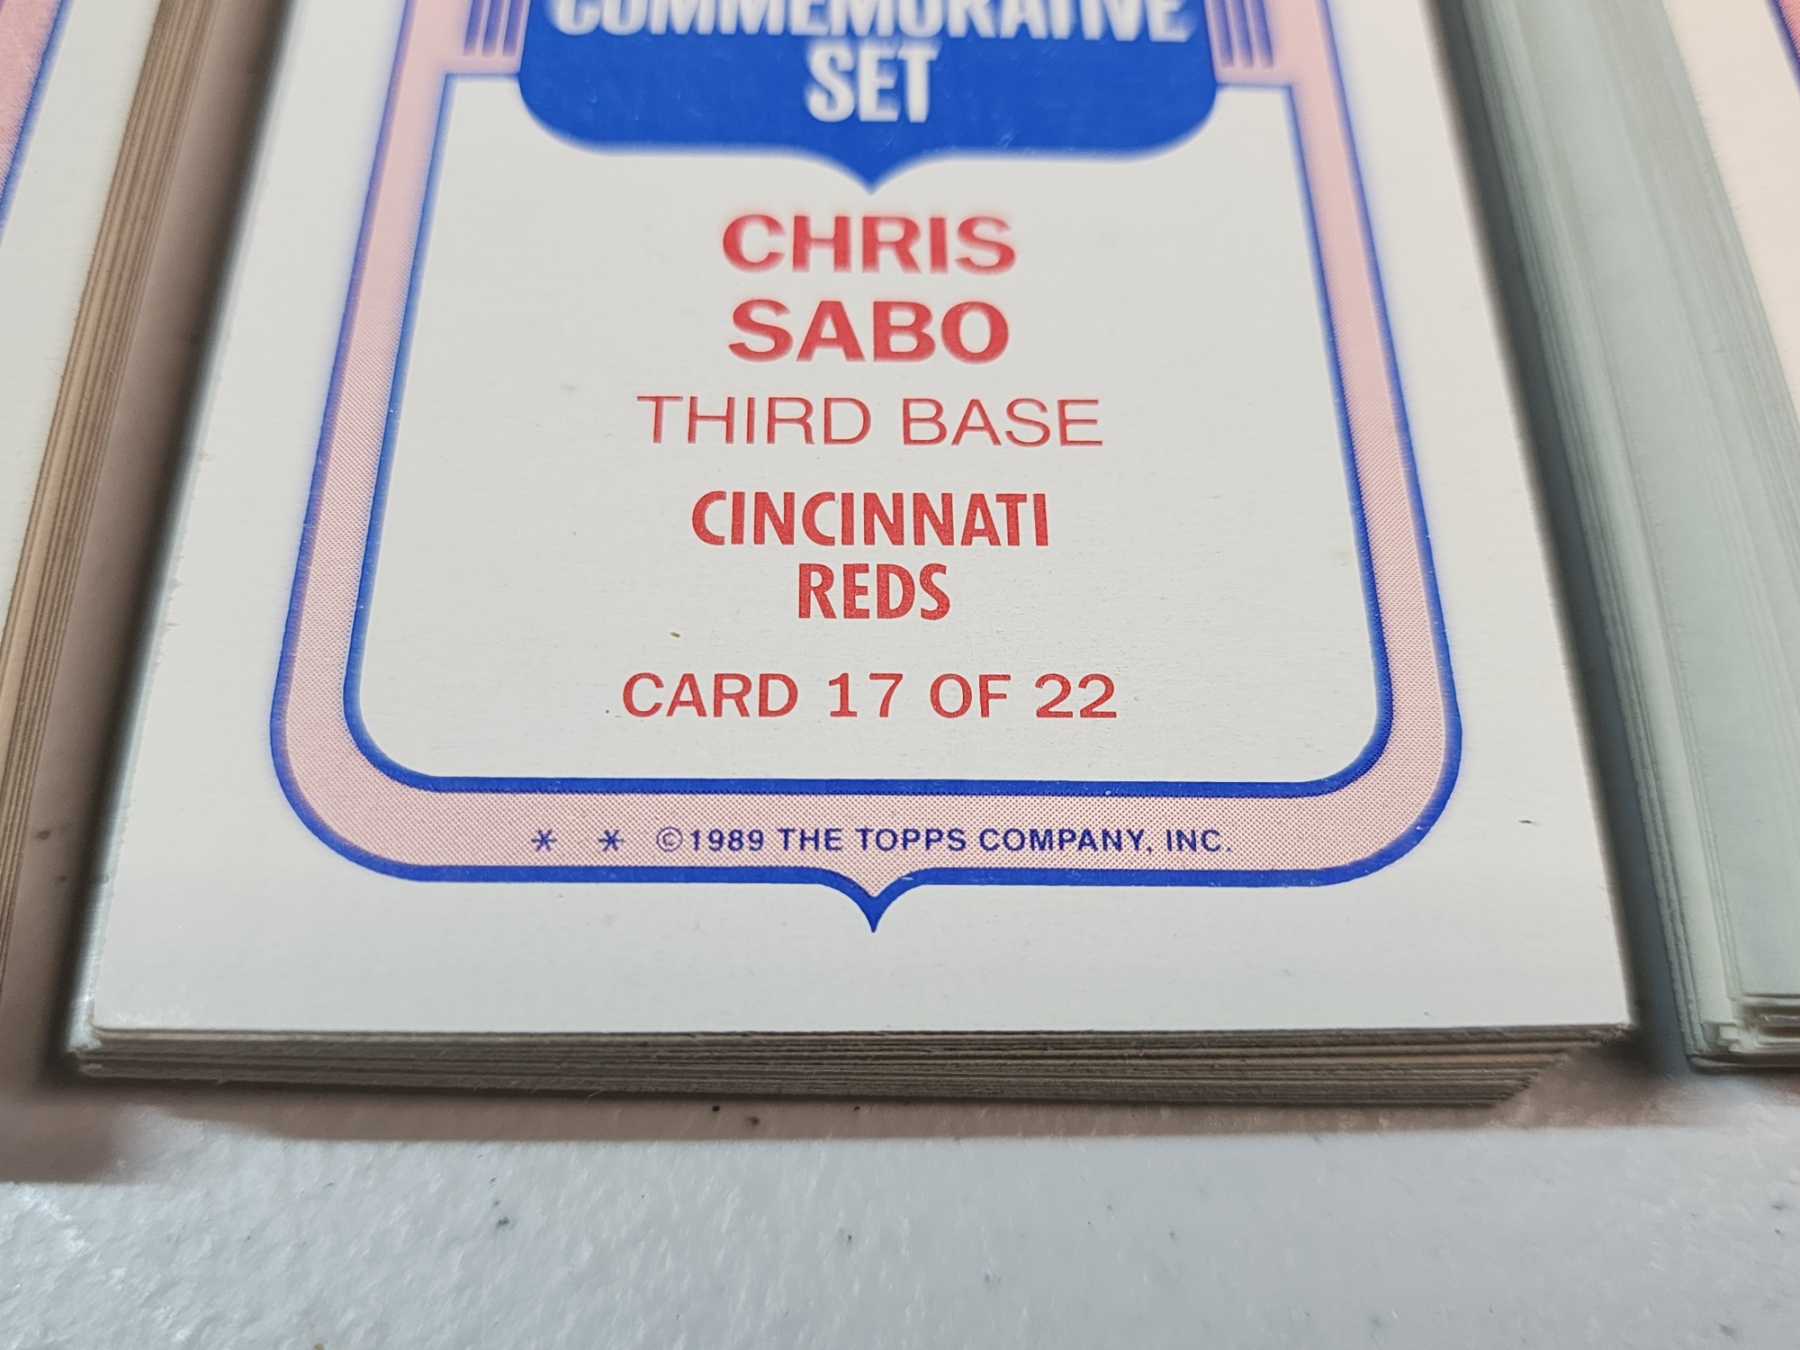 COMMEMORATIVE
SET
CHRIS
SABO
THIRD BASE
CINCINNATI
REDS
CARD 17 OF 22
* * ©1989 THE TOPPS COMPANY, INC.